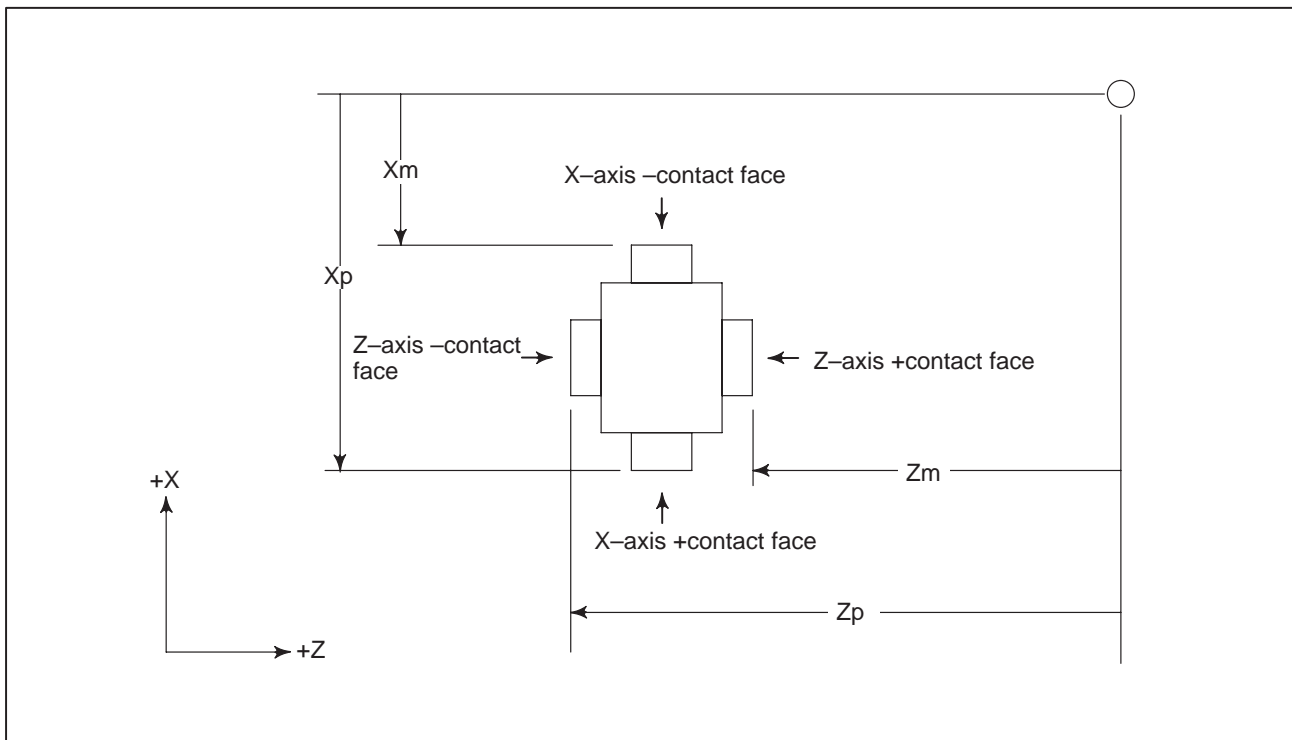 Xm
X–axis –contact face
Xp
Z–axis –contact
face
Z–axis +contact face
Zm
+X
X–axis +contact face
Zp
+Z